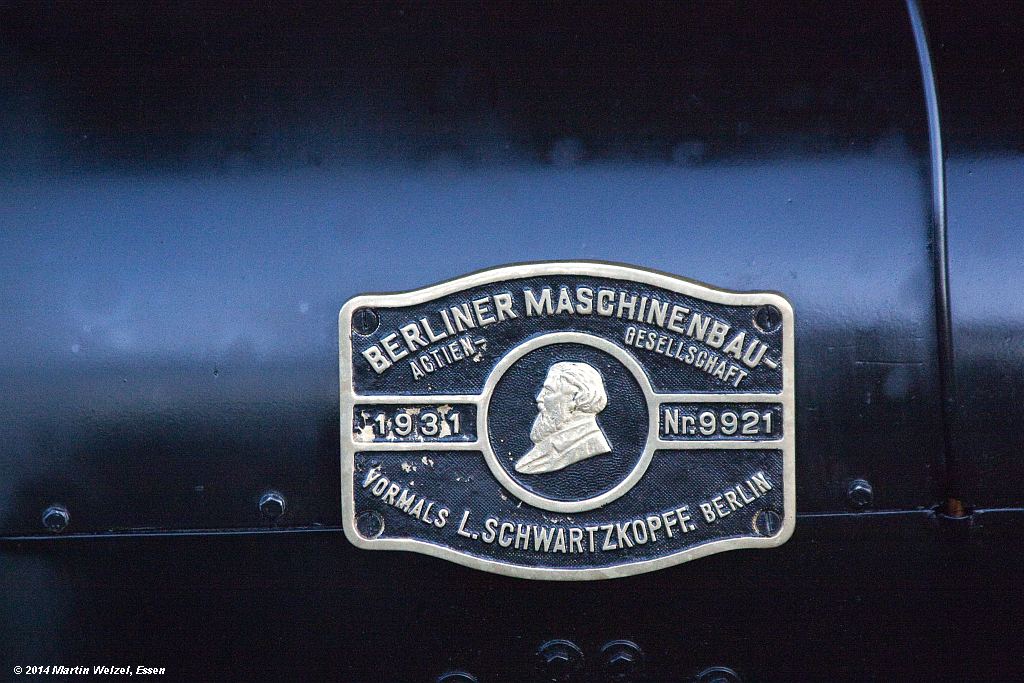 BERLINER MASCHINENBAU-
ACTIEN- GESELLSCHAFT
1931 Nr.9921
VORMALS L.SCHWARTZKOPFF. BERLIN
© 2014 Martin Welzel, Essen